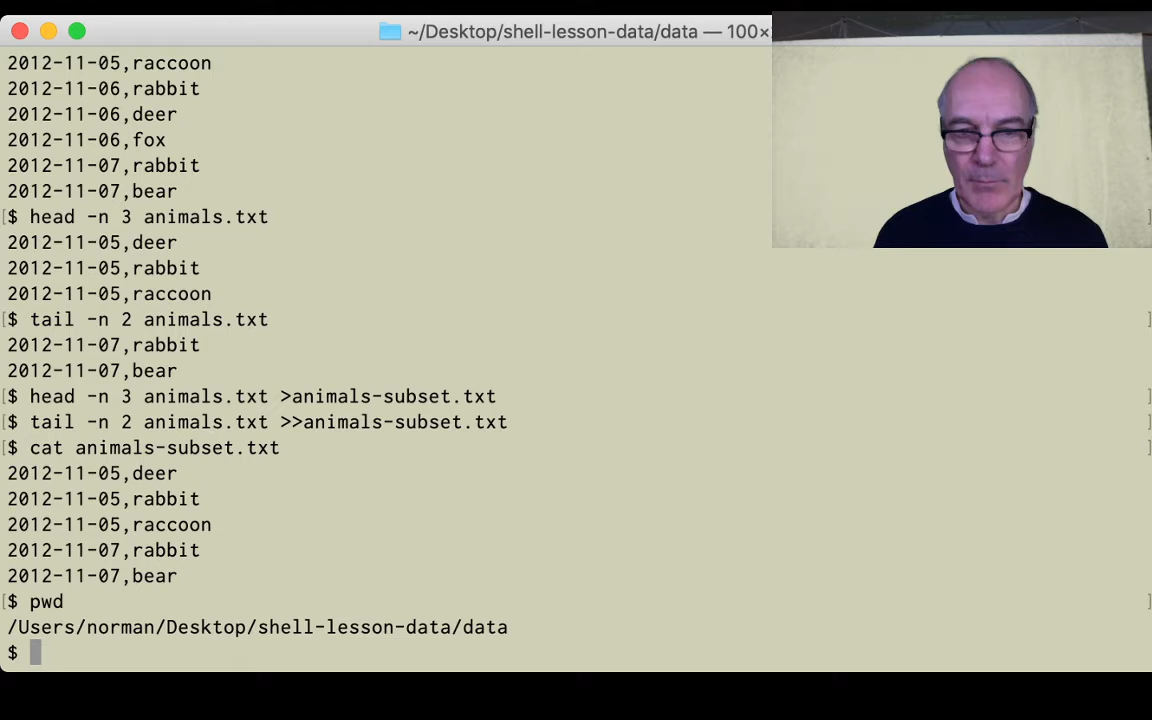 ~/Desktop/shell-lesson-data/data — 100×
2012-11-05,raccoon
2012-11-06,rabbit
2012-11-06,deer
2012-11-06,fox
2012-11-07,rabbit
2012-11-07,bear
[$ head -n 3 animals.txt ]
2012-11-05,deer
2012-11-05,rabbit
2012-11-05,raccoon
[$ tail -n 2 animals.txt ]
2012-11-07,rabbit
2012-11-07,bear
[$ head -n 3 animals.txt >animals-subset.txt ]
[$ tail -n 2 animals.txt >>animals-subset.txt ]
[$ cat animals-subset.txt ]
2012-11-05,deer
2012-11-05,rabbit
2012-11-05,raccoon
2012-11-07,rabbit
2012-11-07,bear
[$ pwd ]
/Users/norman/Desktop/shell-lesson-data/data
$